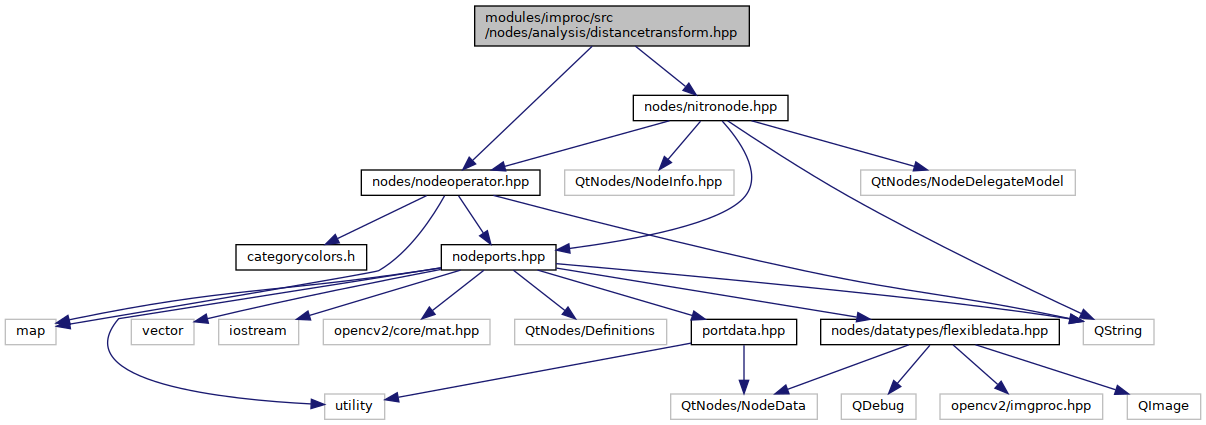 modules/improc/src
/nodes/analysis/distancetransform.hpp
nodes/nitronode.hpp
nodes/nodeoperator.hpp
QtNodes/NodeInfo.hpp
QtNodes/NodeDelegateModel
categorycolors.h
nodeports.hpp
map
vector
iostream
opencv2/core/mat.hpp
QtNodes/Definitions
portdata.hpp
nodes/datatypes/flexibledata.hpp
QString
utility
QtNodes/NodeData
QDebug
opencv2/imgproc.hpp
QImage